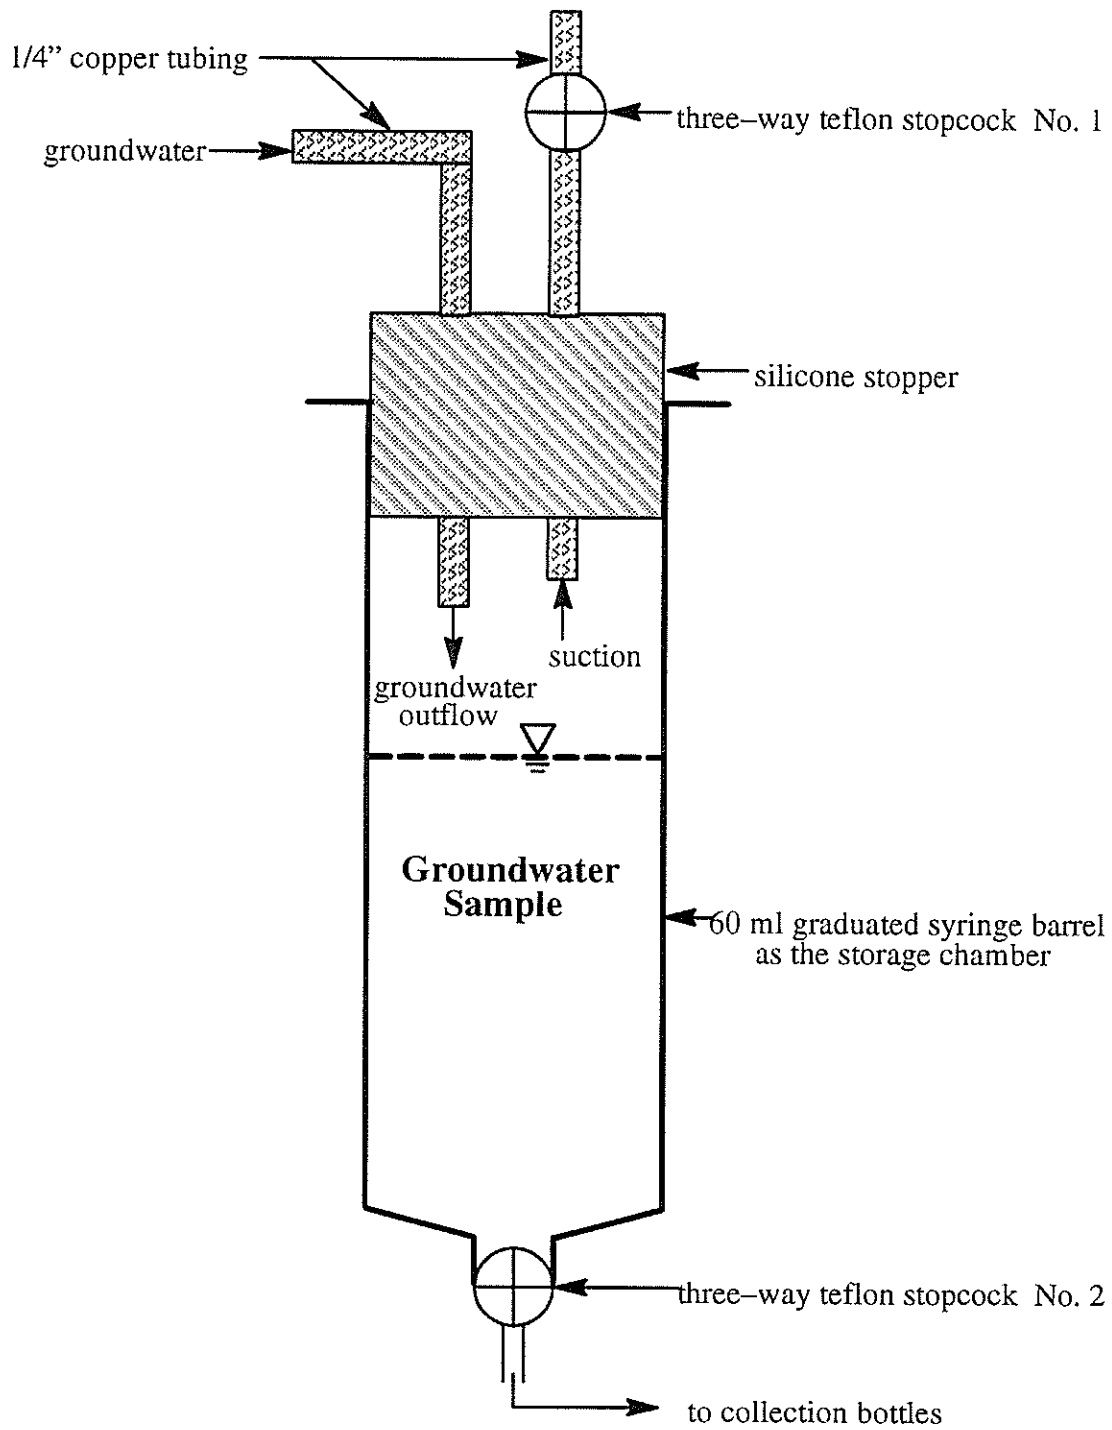 1/4” copper tubing
three–way teflon stopcock No. 1
groundwater
silicone stopper
suction
groundwater
outflow
Groundwater
Sample
60 ml graduated syringe barrel
as the storage chamber
three–way teflon stopcock No. 2
to collection bottles